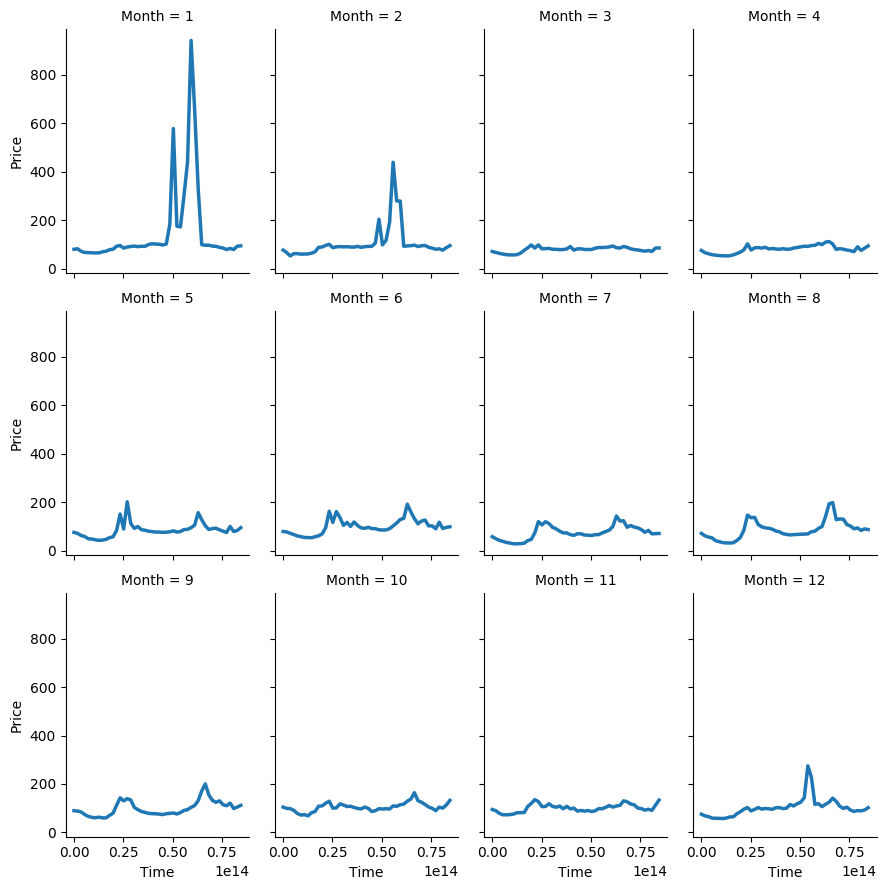 Month = 1 Month = 2 Month = 3 Month = 4
800
600
400
200
0
Price
Month = 5 Month = 6 Month = 7 Month = 8
800
600
400
200
0
Price
Month = 9 Month = 10 Month = 11 Month = 12
800
600
400
200
0
Price
0.00 0.25 0.50 0.75 0.00 0.25 0.50 0.75 0.00 0.25 0.50 0.75 0.00 0.25 0.50 0.75
Time 1e14 Time 1e14 Time 1e14 Time 1e14